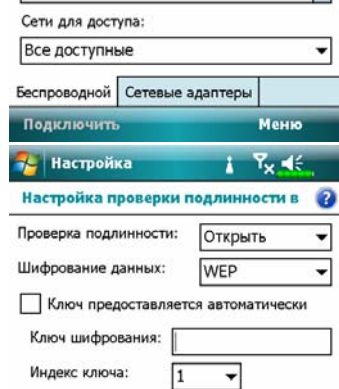 Сети для доступа:
Все доступные
Беспроводной Сетевые адаптеры
Подключить Меню
Настройка
Настройка проверки подлинности в
Проверка подлинности: Открыть
Шифрование данных: WEP
Ключ предоставляется автоматически
Ключ шифрования:
Индекс ключа: 1